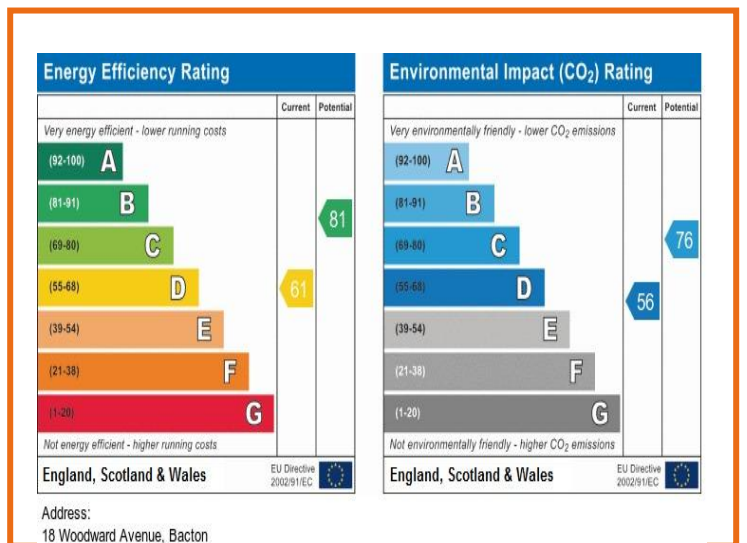 Energy Efficiency Rating
Current Potential
Very energy efficient - lower running costs
(92-100) A
(81-91) B
81
(69-80) C
(55-68) D
61
(39-54) E
(21-38) F
(1-20) G
Not energy efficient - higher running costs
England, Scotland & Wales
EU Directive
2002/91/EC
Environmental Impact (CO₂) Rating
Current Potential
Very environmentally friendly - lower CO₂ emissions
(92-100) A
(81-91) B
(69-80) C
76
(55-68) D
56
(39-54) E
(21-38) F
(1-20) G
Not environmentally friendly - higher CO₂ emissions
England, Scotland & Wales
EU Directive
2002/91/EC
Address:
18 Woodward Avenue, Bacton